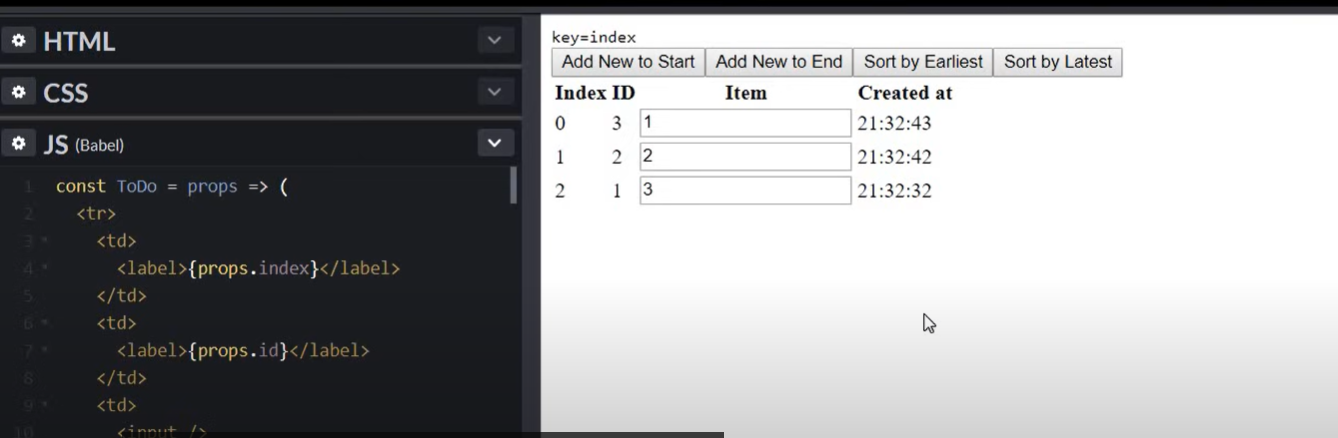 HTML
CSS
JS (Babel)
1 const ToDo = props => (
2 <tr>
3 <td>
4 <label>{props.index}</label>
5 </td>
6 <td>
7 <label>{props.id}</label>
8 </td>
9 <td>
10 <input />
key=index
Add New to Start Add New to End Sort by Earliest Sort by Latest
Index ID Item Created at
0 3 1 21:32:43
1 2 2 21:32:42
2 1 3 21:32:32